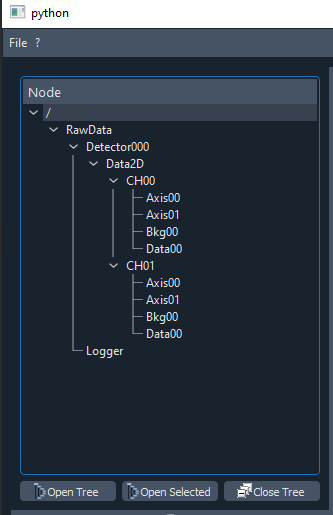 python
File ?
Node
/
RawData
Detector000
Data2D
CH00
Axis00
Axis01
Bkg00
Data00
CH01
Axis00
Axis01
Bkg00
Data00
Logger
Open Tree Open Selected Close Tree